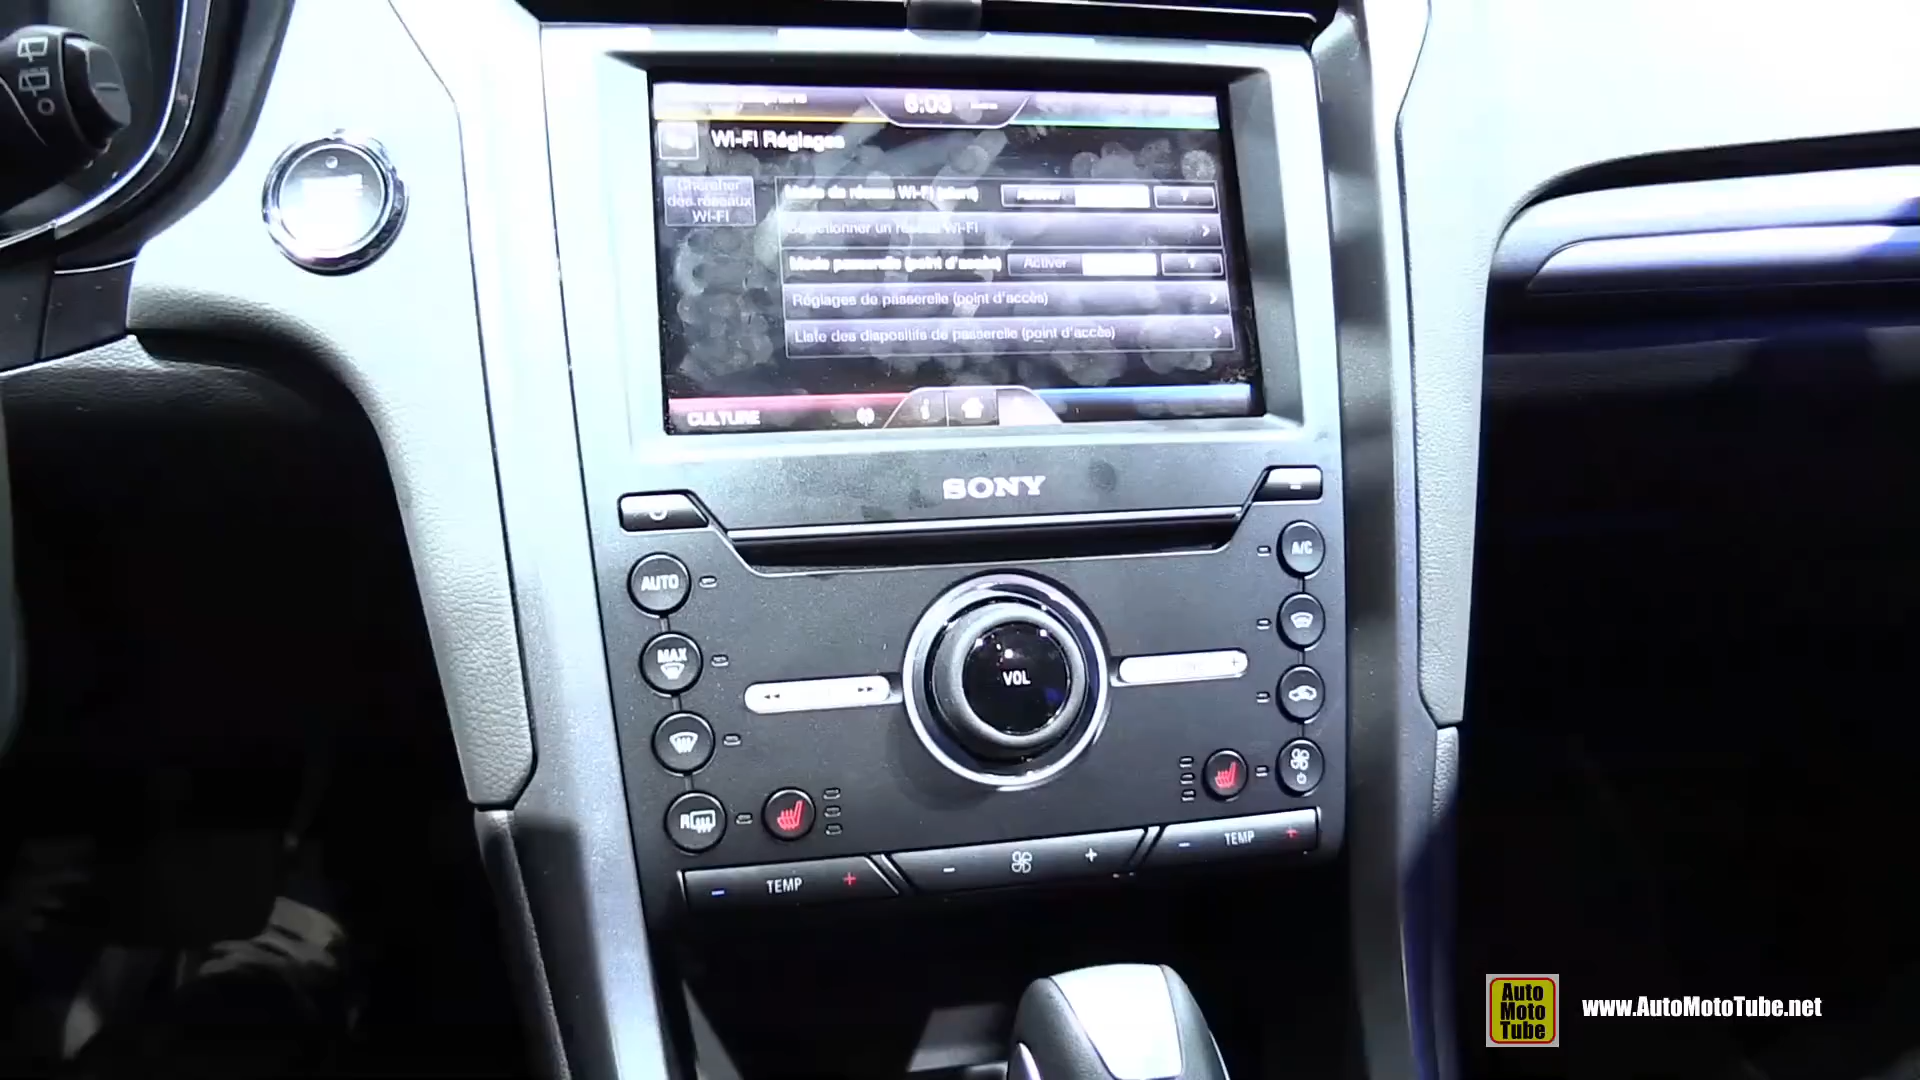 6:03
Wi-Fi Réglages
Chercher
des réseaux
Wi-Fi
Mode de réseau Wi-Fi (client) Activer ?
Sélectionner un réseau Wi-Fi
Mode passerelle (point d'accès) Activer ?
Réglages de passerelle (point d'accès)
Liste des dispositifs de passerelle (point d'accès)
CULTURE
SONY
AUTO
A/C
MAX
VOL
R
- TEMP +
- +
- TEMP +
Auto
Moto
Tube
www.AutoMotoTube.net